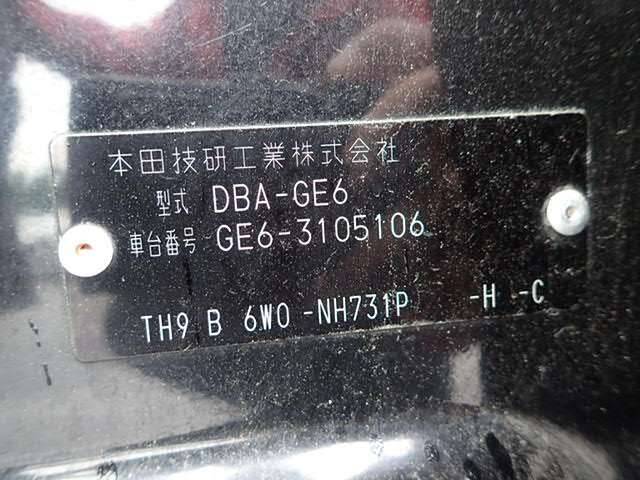 本田技研工業株式会社
型式 DBA-GE6
車台番号 GE6-3105106
TH9 B 6W0 -NH731P -H -C